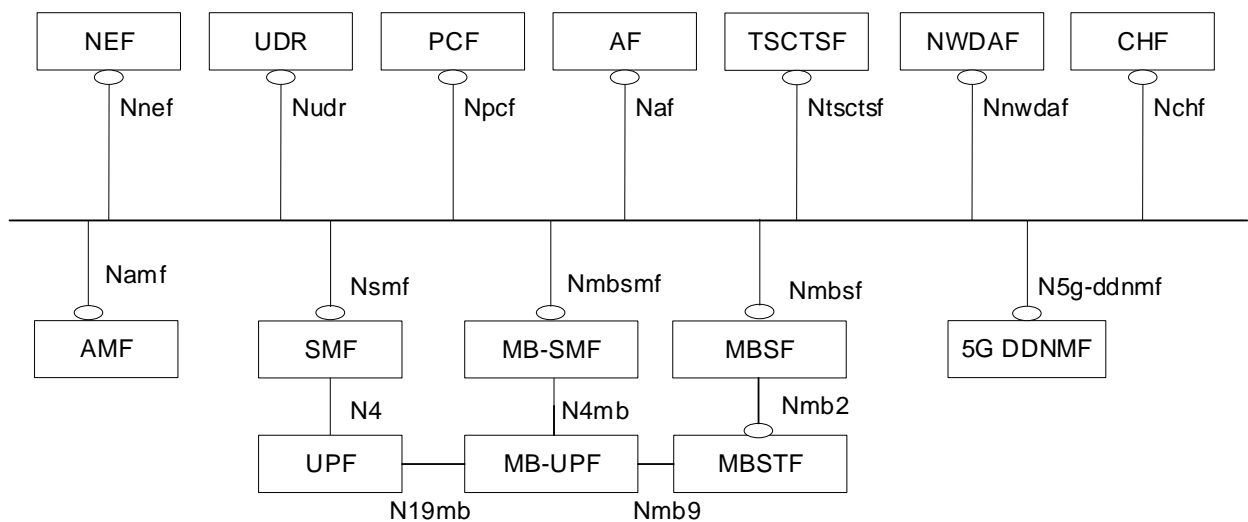 NEF UDR PCF AF TSCTSF NWDAF CHF
Nnef Nudr Npcf Naf Ntsctsf Nnwdaf Nchf
Namf Nsmf Nmbsmf Nmbsf N5g-ddnmf
AMF SMF MB-SMF MBSF 5G DDNMF
N4 N4mb Nmb2
UPF MB-UPF MBSTF
N19mb Nmb9